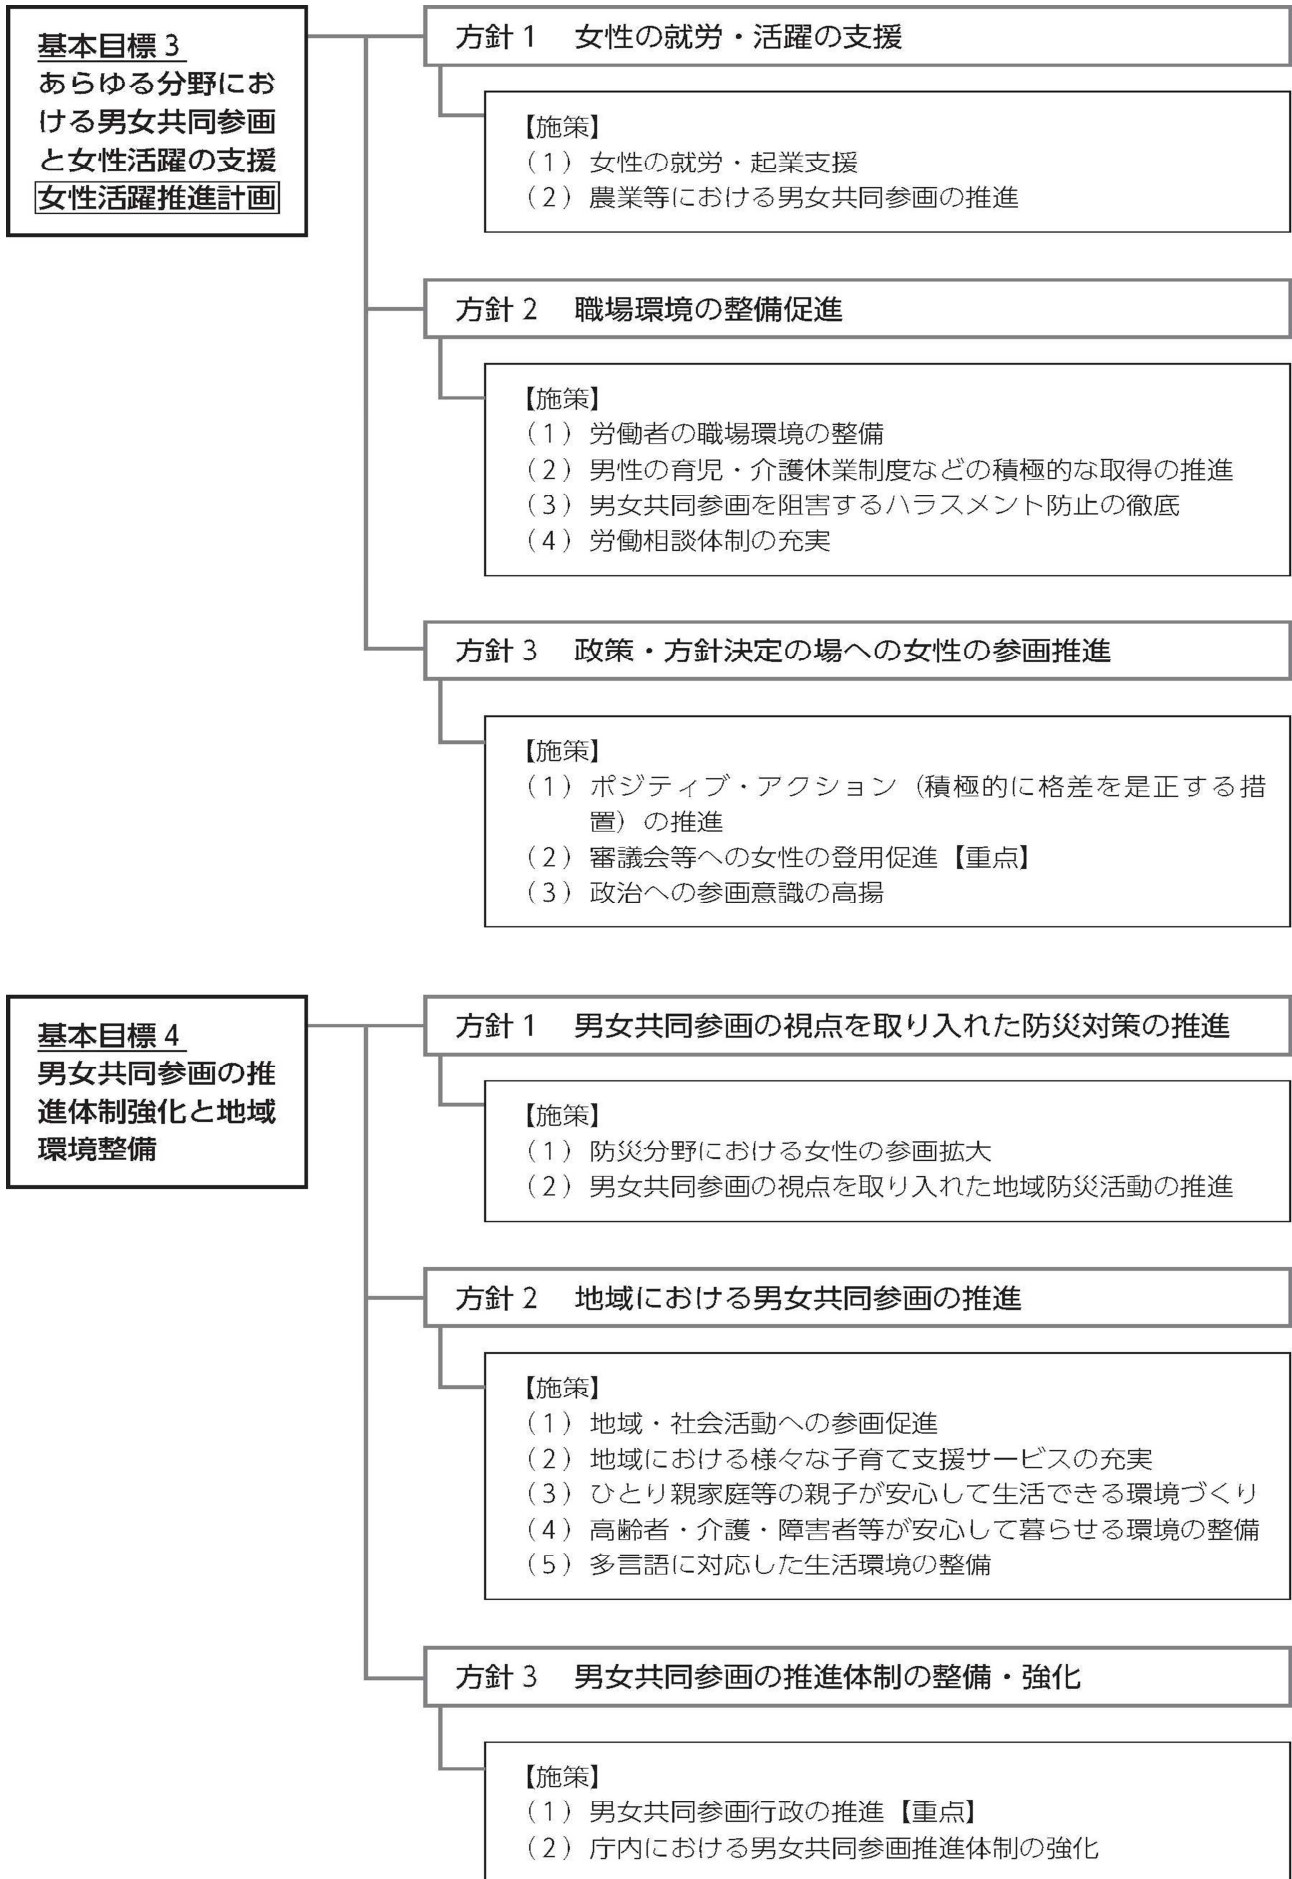 基本目標３
あらゆる分野にお
ける男女共同参画
と女性活躍の支援
女性活躍推進計画
方針１　女性の就労・活躍の支援
【施策】
（１）女性の就労・起業支援
（２）農業等における男女共同参画の推進
方針２　職場環境の整備促進
【施策】
（１）労働者の職場環境の整備
（２）男性の育児・介護休業制度などの積極的な取得の推進
（３）男女共同参画を阻害するハラスメント防止の徹底
（４）労働相談体制の充実
方針３　政策・方針決定の場への女性の参画推進
【施策】
（１）ポジティブ・アクション（積極的に格差を是正する措
置）の推進
（２）審議会等への女性の登用促進【重点】
（３）政治への参画意識の高揚
基本目標４
男女共同参画の推
進体制強化と地域
環境整備
方針１　男女共同参画の視点を取り入れた防災対策の推進
【施策】
（１）防災分野における女性の参画拡大
（２）男女共同参画の視点を取り入れた地域防災活動の推進
方針２　地域における男女共同参画の推進
【施策】
（１）地域・社会活動への参画促進
（２）地域における様々な子育て支援サービスの充実
（３）ひとり親家庭等の親子が安心して生活できる環境づくり
（４）高齢者・介護・障害者等が安心して暮らせる環境の整備
（５）多言語に対応した生活環境の整備
方針３　男女共同参画の推進体制の整備・強化
【施策】
（１）男女共同参画行政の推進【重点】
（２）庁内における男女共同参画推進体制の強化